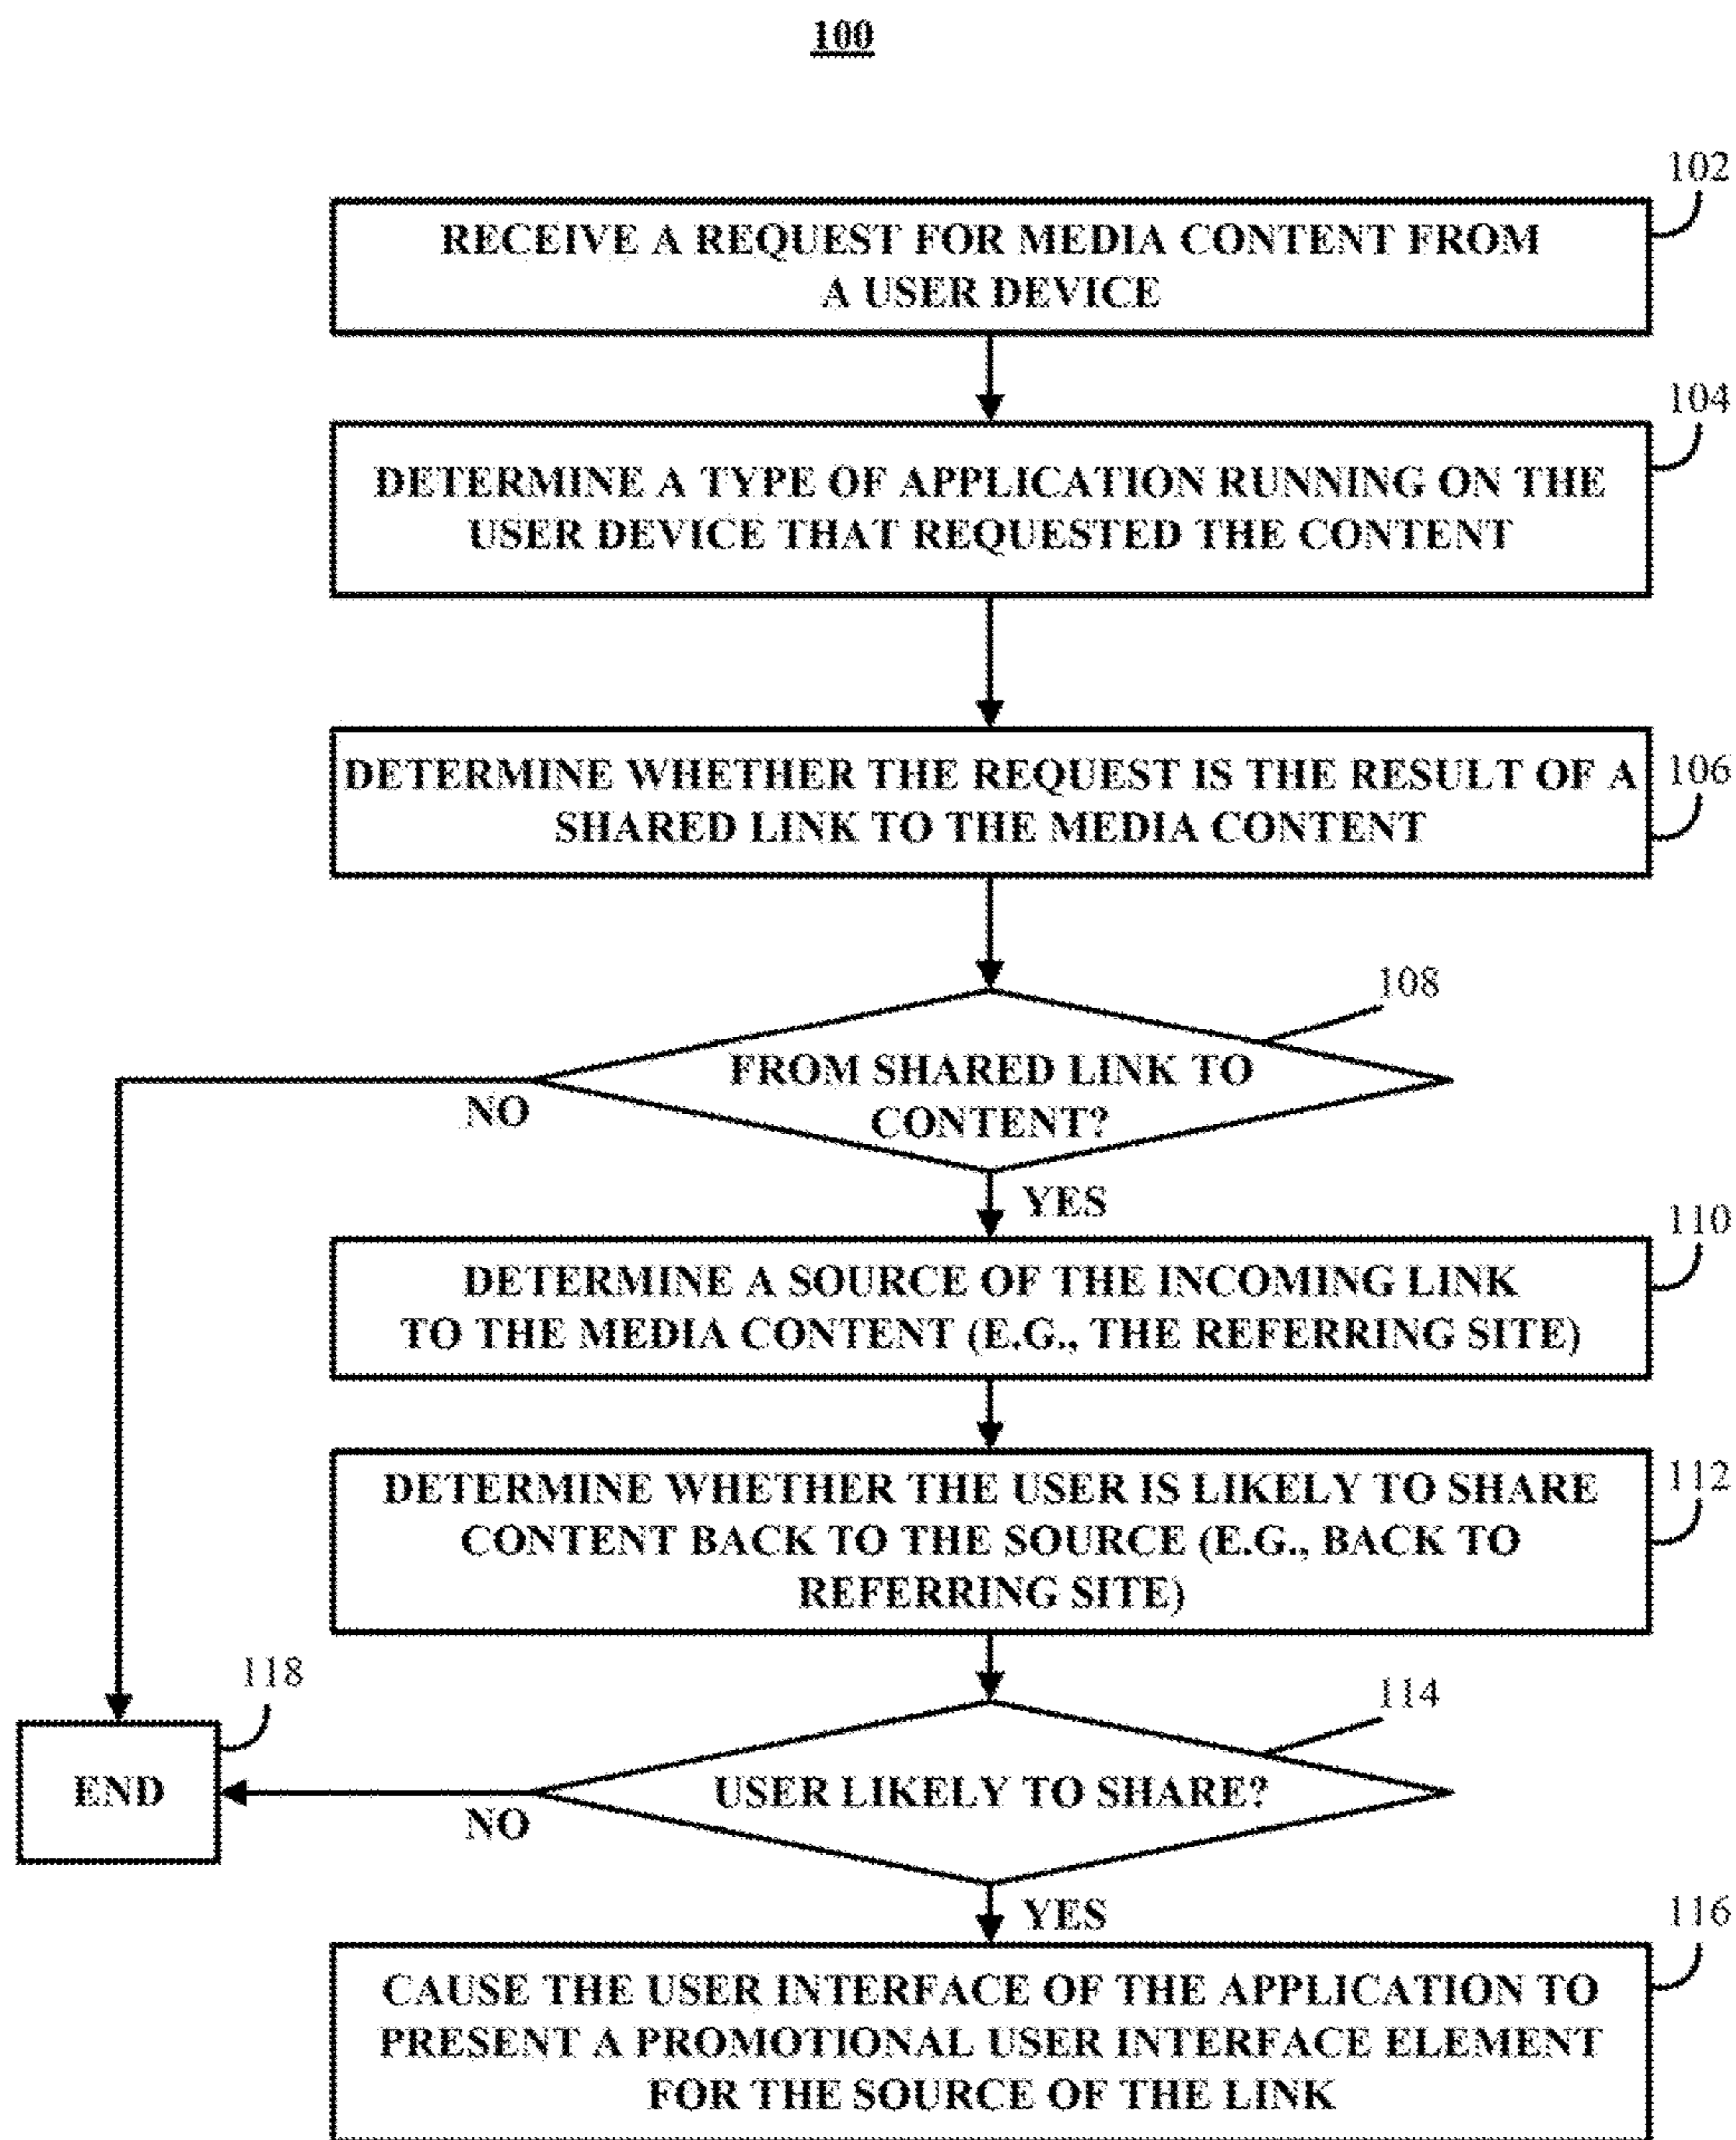 100
102
RECEIVE A REQUEST FOR MEDIA CONTENT FROM
A USER DEVICE
104
DETERMINE A TYPE OF APPLICATION RUNNING ON THE
USER DEVICE THAT REQUESTED THE CONTENT
106
DETERMINE WHETHER THE REQUEST IS THE RESULT OF A
SHARED LINK TO THE MEDIA CONTENT
108
FROM SHARED LINK TO
CONTENT?
NO
YES
110
DETERMINE A SOURCE OF THE INCOMING LINK
TO THE MEDIA CONTENT (E.G., THE REFERRING SITE)
112
DETERMINE WHETHER THE USER IS LIKELY TO SHARE
CONTENT BACK TO THE SOURCE (E.G., BACK TO
REFERRING SITE)
118
114
END
USER LIKELY TO SHARE?
NO
YES
116
CAUSE THE USER INTERFACE OF THE APPLICATION TO
PRESENT A PROMOTIONAL USER INTERFACE ELEMENT
FOR THE SOURCE OF THE LINK